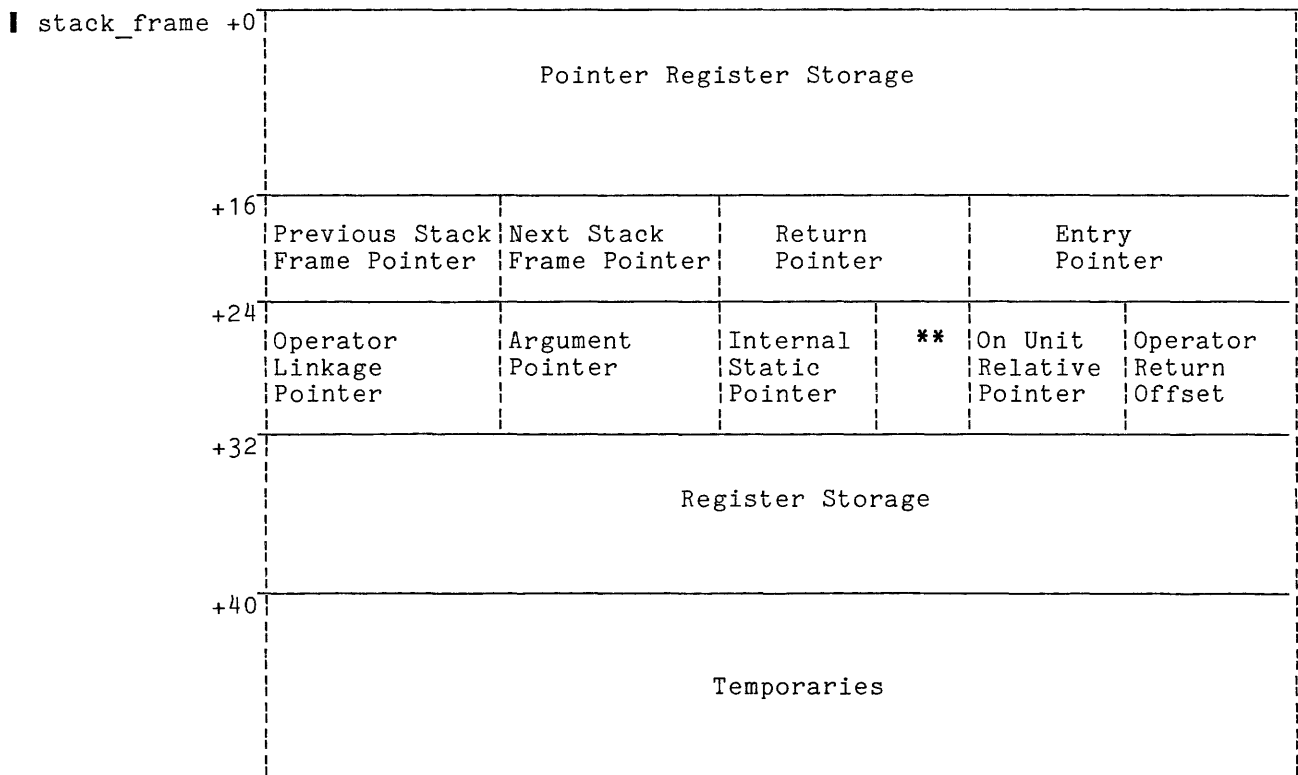 stack_frame +0
Pointer Register Storage
+16
Previous Stack Next Stack Return Entry
Frame Pointer Frame Pointer Pointer Pointer
+24
Operator Argument Internal ** On Unit Operator
Linkage Pointer Static Relative Return
Pointer Pointer Pointer Offset
+32
Register Storage
+40
Temporaries